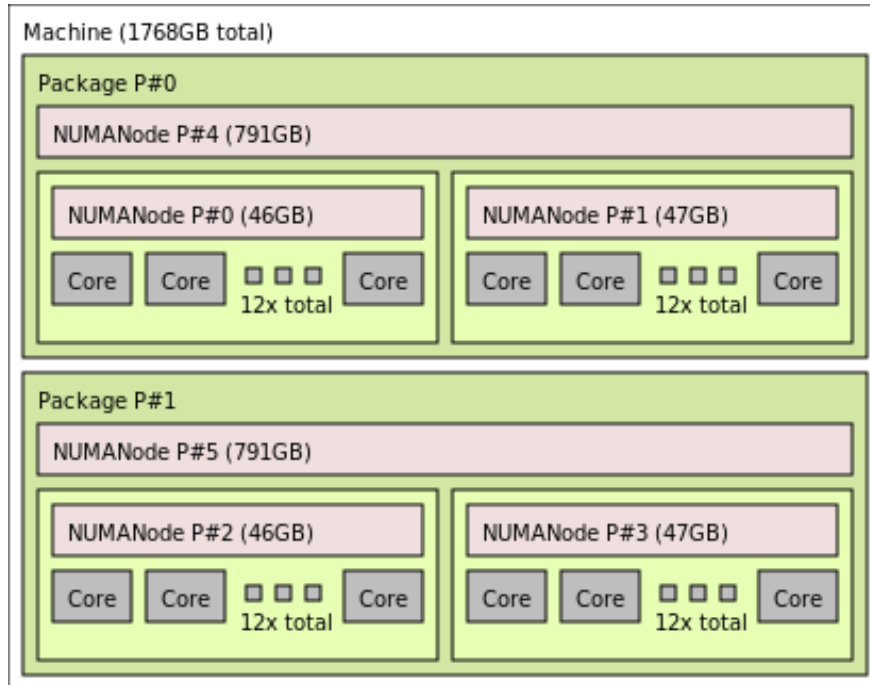 Machine (1768GB total)
Package P#0
NUMANode P#4 (791GB)
NUMANode P#0 (46GB)
NUMANode P#1 (47GB)
Core Core 12x total Core
Core Core 12x total Core
Package P#1
NUMANode P#5 (791GB)
NUMANode P#2 (46GB)
NUMANode P#3 (47GB)
Core Core 12x total Core
Core Core 12x total Core